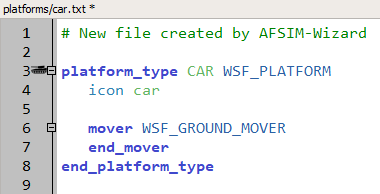 platforms/car.txt *
1 # New file created by AFSIM-Wizard
2
3 platform_type CAR WSF_PLATFORM
4 icon car
5
6 mover WSF_GROUND_MOVER
7 end_mover
8 end_platform_type
9